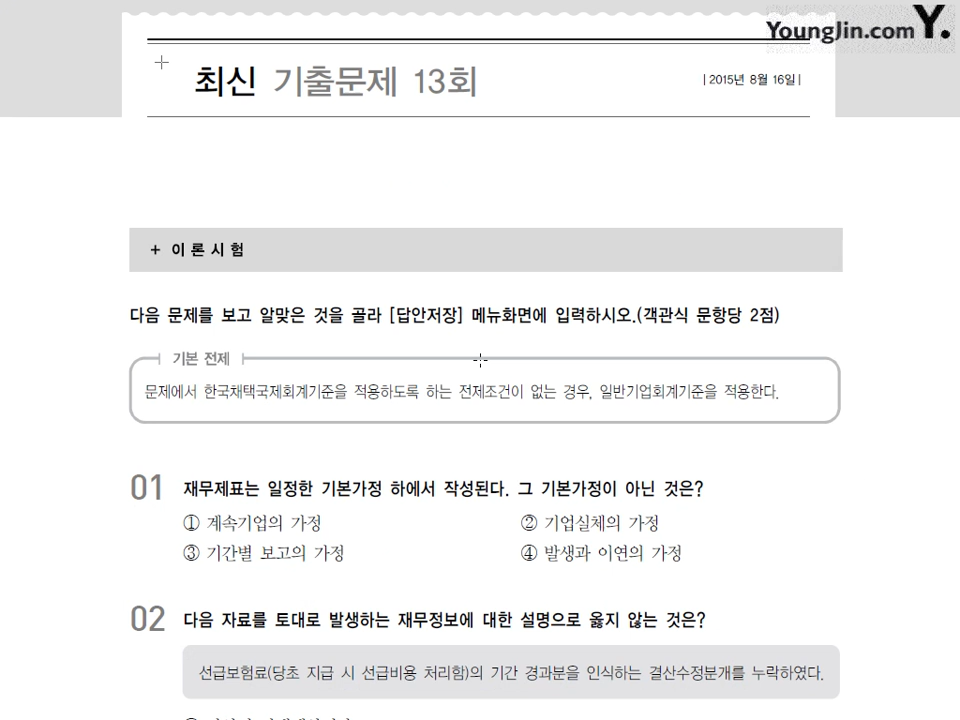 YoungJin.com Y.
최신 기출문제 13회
|2015년 8월 16일|
+ 이론시험
다음 문제를 보고 알맞은 것을 골라 [답안저장] 메뉴화면에 입력하시오.(객관식 문항당 2점)
기본 전제
문제에서 한국채택국제회계기준을 적용하도록 하는 전제조건이 없는 경우, 일반기업회계기준을 적용한다.
01 재무제표는 일정한 기본가정 하에서 작성된다. 그 기본가정이 아닌 것은?
① 계속기업의 가정 ② 기업실체의 가정
③ 기간별 보고의 가정 ④ 발생과 이연의 가정
02 다음 자료를 토대로 발생하는 재무정보에 대한 설명으로 옳지 않는 것은?
선급보험료(당초 지급 시 선급비용 처리함)의 기간 경과분을 인식하는 결산수정분개를 누락하였다.